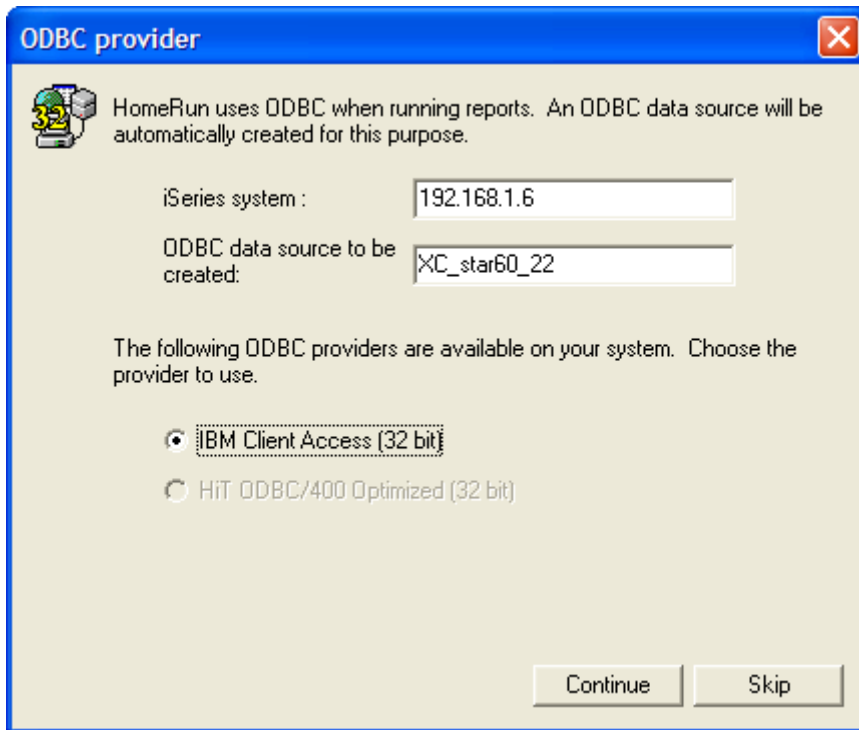 ODBC provider
32
HomeRun uses ODBC when running reports.  An ODBC data source will be
automatically created for this purpose.
iSeries system :
192.168.1.6
ODBC data source to be
created:
XC_star60_22
The following ODBC providers are available on your system.  Choose the
provider to use.
IBM Client Access (32 bit)
HiT ODBC/400 Optimized (32 bit)
Continue
Skip